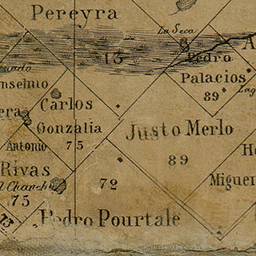 Pereyra
La Seca
13
Pedro
Palacios
89
Carlos
Gonzalia
75
Antonio
Justo Merlo
89
Rivas
75
72
13
Pedro Pourtale